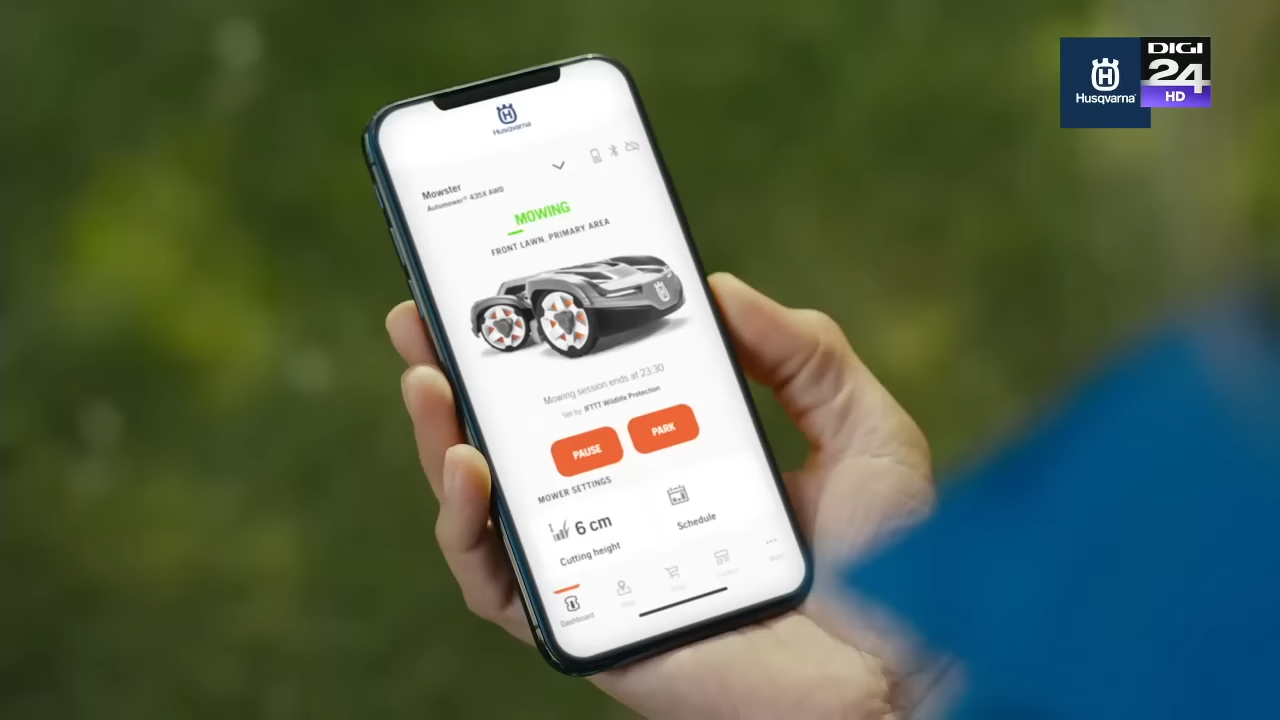 Husqvarna
DIGI
24
HD
Husqvarna
Mowster
Automower® 435X AWD
MOWING
FRONT LAWN, PRIMARY AREA
Mowing session ends at 23.30
Set by IFTTT Wildlife Protection
PAUSE
PARK
MOWER SETTINGS
6 cm
Cutting height
Schedule
Dashboard